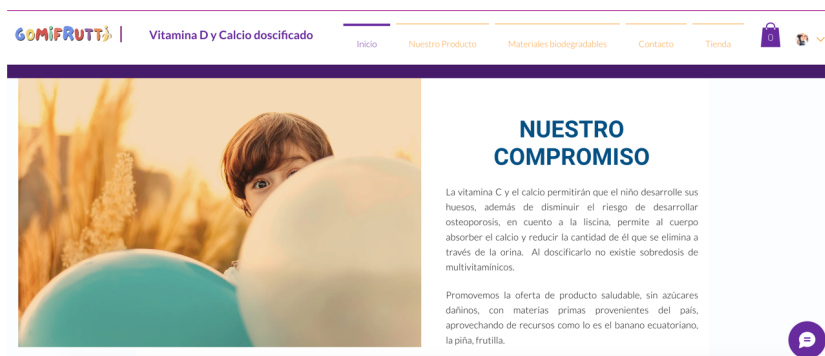 GOMiFRUTTis
Vitamina D y Calcio doscificado
Inicio
Nuestro Producto
Materiales biodegradables
Contacto
Tienda
0
NUESTRO
COMPROMISO
La vitamina C y el calcio permitirán que el niño desarrolle sus
huesos, además de disminuir el riesgo de desarrollar
osteoporosis, en cuento a la liscina, permite al cuerpo
absorber el calcio y reducir la cantidad de él que se elimina a
través de la orina. Al doscificarlo no existie sobredosis de
multivitamínicos.
Promovemos la oferta de producto saludable, sin azúcares
dañinos, con materias primas provenientes del país,
aprovechando de recursos como lo es el banano ecuatoriano,
la piña, frutilla.